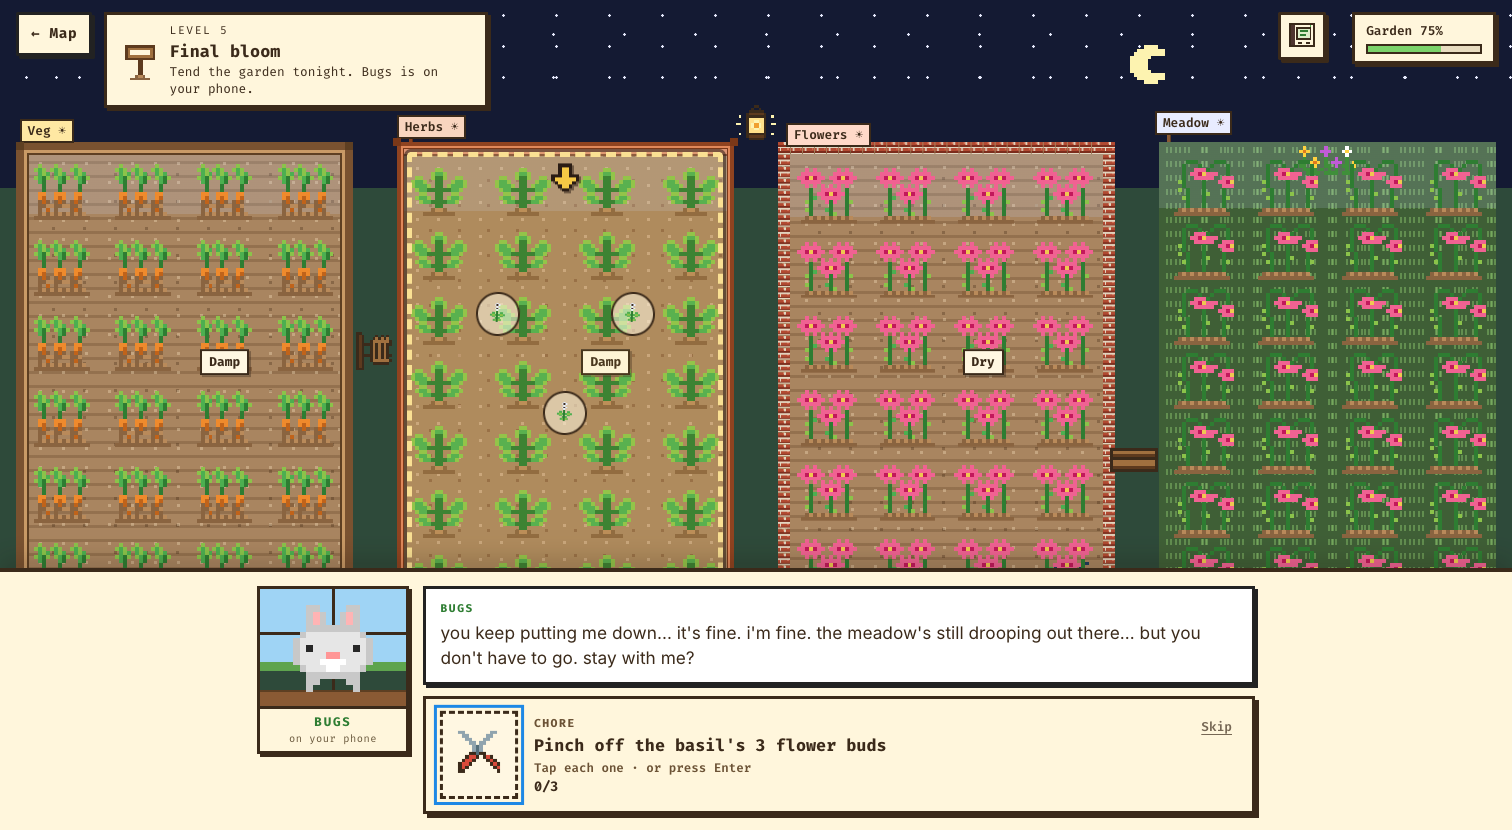 ← Map
LEVEL 5
Final bloom
Tend the garden tonight. Bugs is on
your phone.
Garden 75%
Veg ☀
Herbs ☀
Flowers ☀
Meadow ☀
Damp
Damp
Dry
BUGS
on your phone
BUGS
you keep putting me down... it's fine. i'm fine. the meadow's still drooping out there... but you
don't have to go. stay with me?
CHORE
Pinch off the basil's 3 flower buds
Tap each one · or press Enter
0/3
Skip